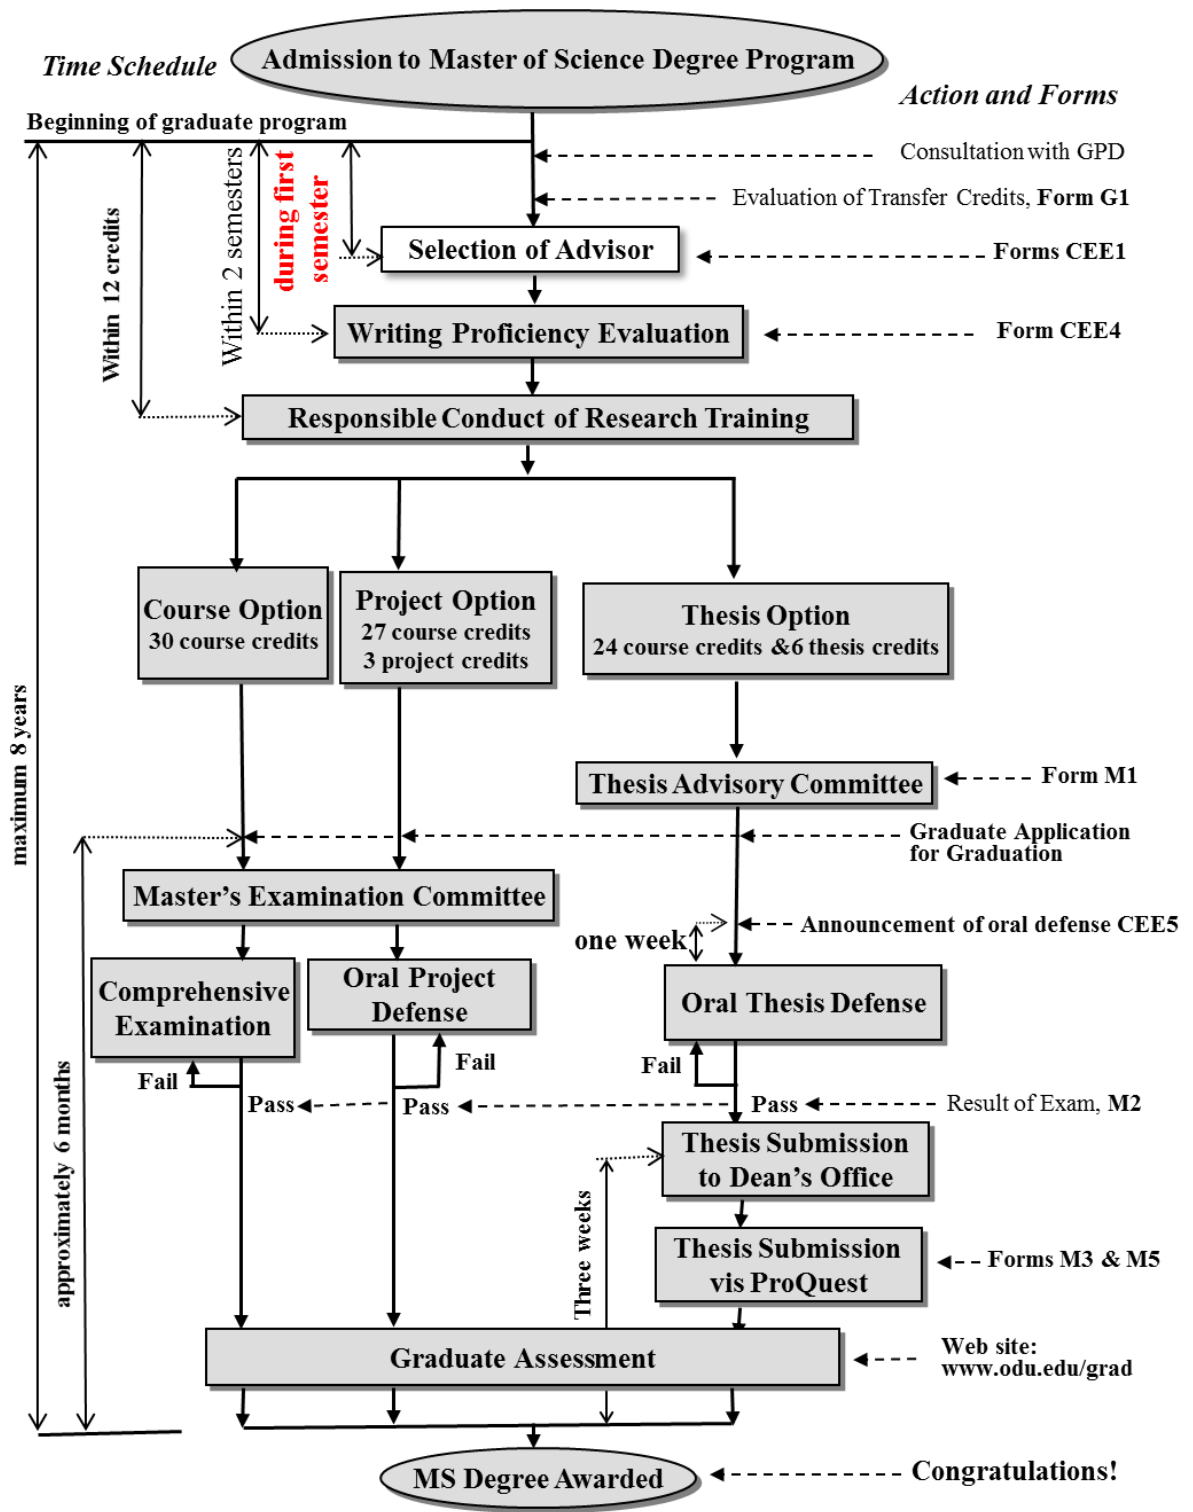 Admission to Master of Science Degree Program
Time Schedule
Action and Forms
Beginning of graduate program
Consultation with GPD
Evaluation of Transfer Credits, Form G1
during first
semester
Within 2 semesters
Within 12 credits
Selection of Advisor
Forms CEE1
Writing Proficiency Evaluation
Form CEE4
Responsible Conduct of Research Training
Course Option
30 course credits
Project Option
27 course credits
3 project credits
Thesis Option
24 course credits &6 thesis credits
maximum 8 years
Thesis Advisory Committee
Form M1
Graduate Application
for Graduation
Master's Examination Committee
one week
Announcement of oral defense CEE5
Comprehensive
Examination
Oral Project
Defense
Oral Thesis Defense
Fail
Fail
Fail
Pass
Pass
Pass
Result of Exam, M2
approximately 6 months
Thesis Submission
to Dean's Office
Three weeks
Thesis Submission
vis ProQuest
Forms M3 & M5
Graduate Assessment
Web site:
www.odu.edu/grad
MS Degree Awarded
Congratulations!